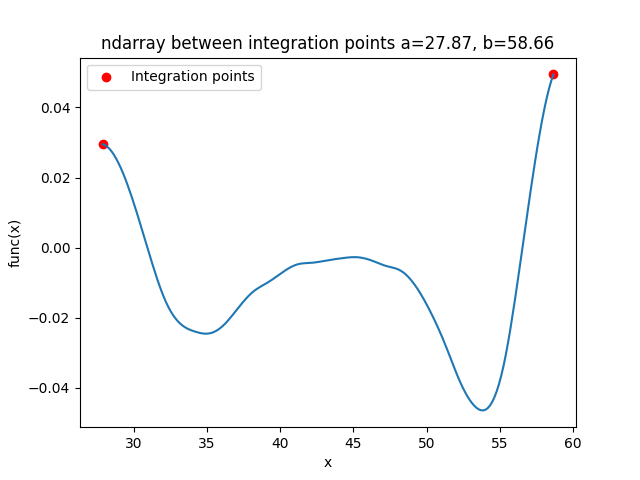 ndarray between integration points a=27.87, b=58.66
Integration points
func(x)
0.04
0.02
0.00
−0.02
−0.04
30 35 40 45 50 55 60
x